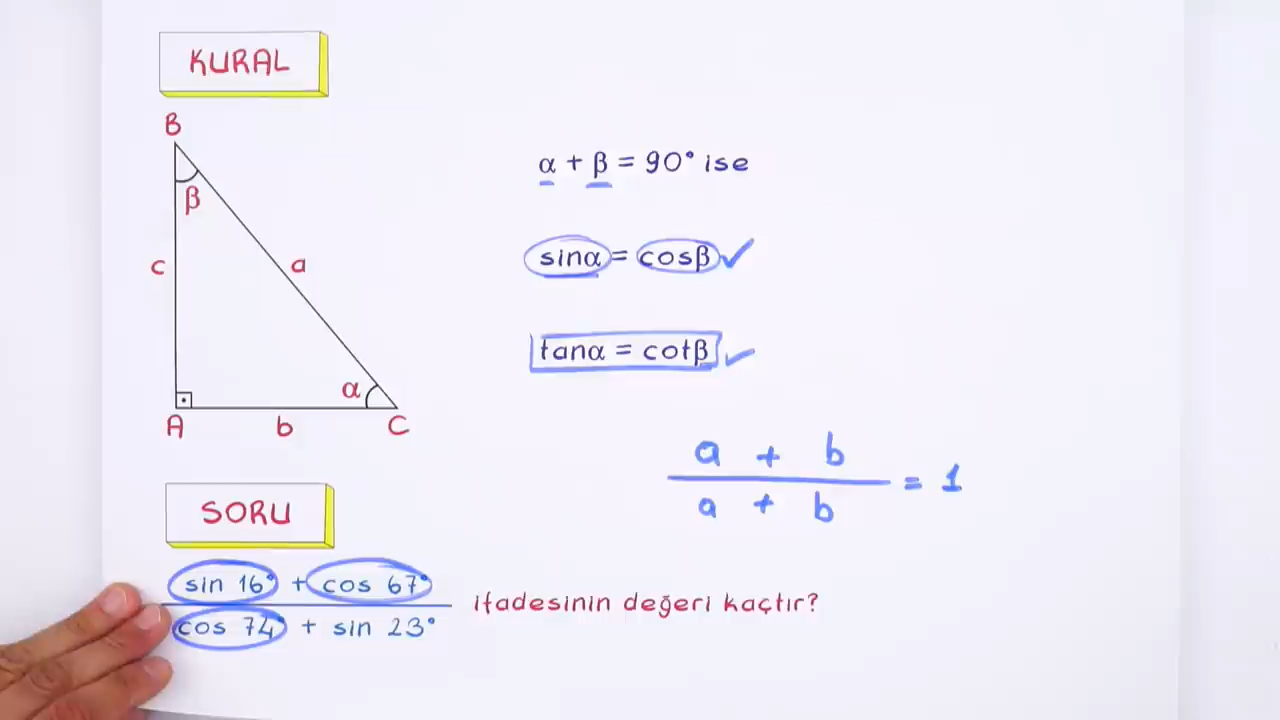 KURAL
B
β
c
a
α
A
b
C
α + β = 90° ise
sinα = cosβ
tanα = cotβ
a + b
a + b
= 1
SORU
sin 16° + cos 67°
cos 74° + sin 23°
ifadesinin değeri kaçtır?